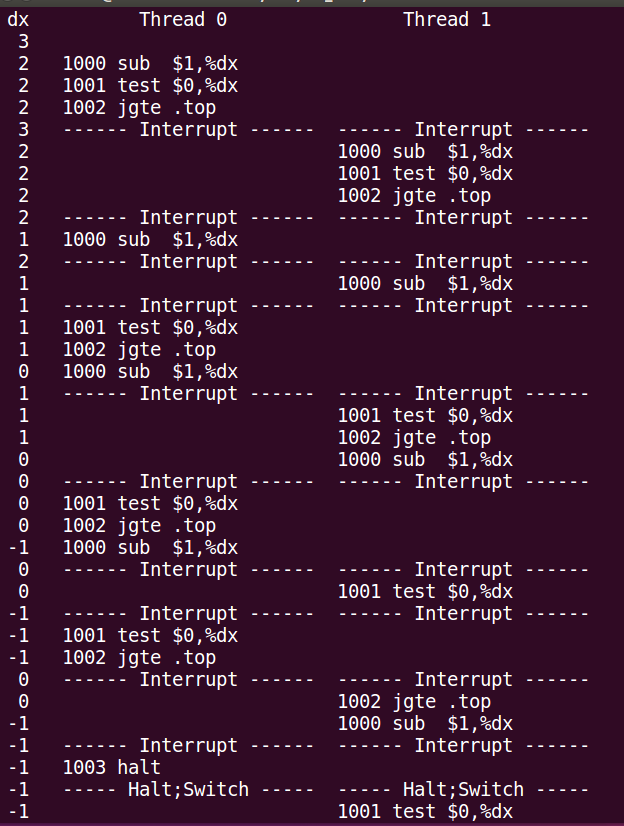 dx          Thread 0                Thread 1
 3
 2   1000 sub  $1,%dx
 2   1001 test $0,%dx
 2   1002 jgte .top
 3   ------ Interrupt ------  ------ Interrupt ------
 2                            1000 sub  $1,%dx
 2                            1001 test $0,%dx
 2                            1002 jgte .top
 2   ------ Interrupt ------  ------ Interrupt ------
 1   1000 sub  $1,%dx
 2   ------ Interrupt ------  ------ Interrupt ------
 1                            1000 sub  $1,%dx
 1   ------ Interrupt ------  ------ Interrupt ------
 1   1001 test $0,%dx
 1   1002 jgte .top
 0   1000 sub  $1,%dx
 1   ------ Interrupt ------  ------ Interrupt ------
 1                            1001 test $0,%dx
 1                            1002 jgte .top
 0                            1000 sub  $1,%dx
 0   ------ Interrupt ------  ------ Interrupt ------
 0   1001 test $0,%dx
 0   1002 jgte .top
-1   1000 sub  $1,%dx
 0   ------ Interrupt ------  ------ Interrupt ------
 0                            1001 test $0,%dx
-1   ------ Interrupt ------  ------ Interrupt ------
-1   1001 test $0,%dx
-1   1002 jgte .top
 0   ------ Interrupt ------  ------ Interrupt ------
 0                            1002 jgte .top
-1                            1000 sub  $1,%dx
-1   ------ Interrupt ------  ------ Interrupt ------
-1   1003 halt
-1   ----- Halt;Switch -----  ----- Halt;Switch -----
-1                            1001 test $0,%dx